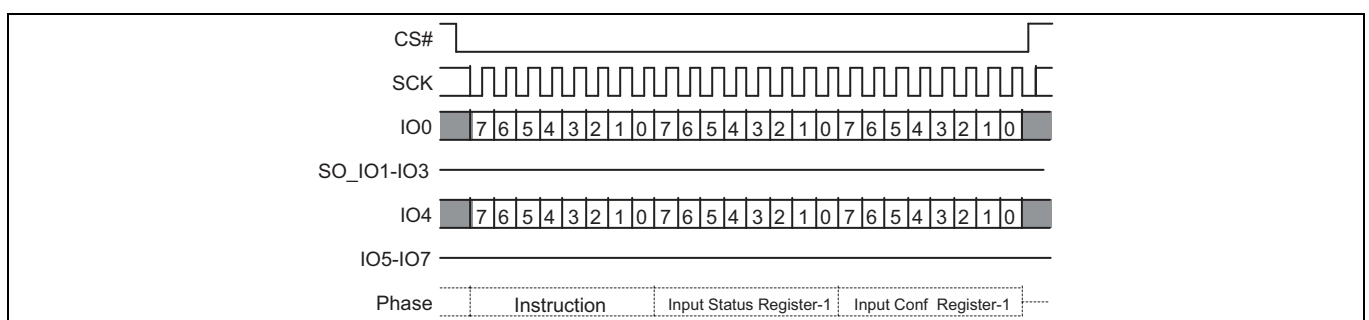 CS#
SCK
IO0 7 6 5 4 3 2 1 0 7 6 5 4 3 2 1 0 7 6 5 4 3 2 1 0
SO_IO1-IO3
IO4 7 6 5 4 3 2 1 0 7 6 5 4 3 2 1 0 7 6 5 4 3 2 1 0
IO5-IO7
Phase Instruction Input Status Register-1 Input Conf Register-1